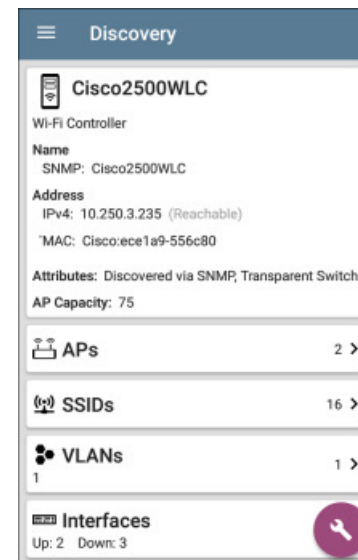 Discovery
Cisco2500WLC
Wi-Fi Controller
Name
SNMP: Cisco2500WLC
Address
IPv4: 10.250.3.235 (Reachable)
MAC: Cisco:ece1a9-556c80
Attributes: Discovered via SNMP, Transparent Switch
AP Capacity: 75
APs 2
SSIDs 16
VLANs 1
1
Interfaces
Up: 2 Down: 3